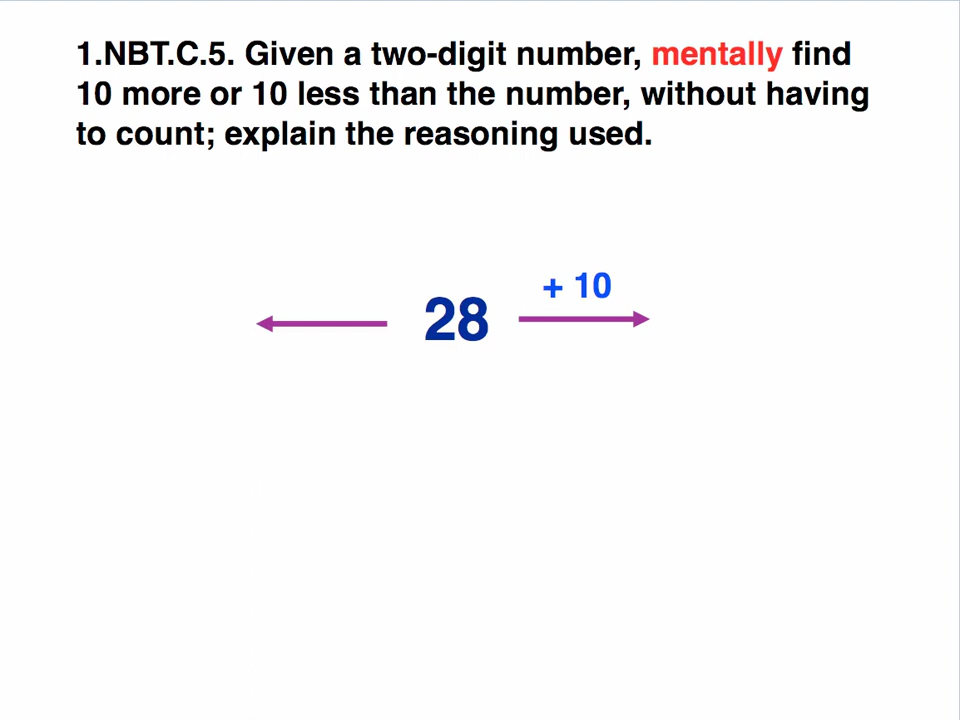 1.NBT.C.5. Given a two-digit number, mentally find
10 more or 10 less than the number, without having
to count; explain the reasoning used.
+ 10
28